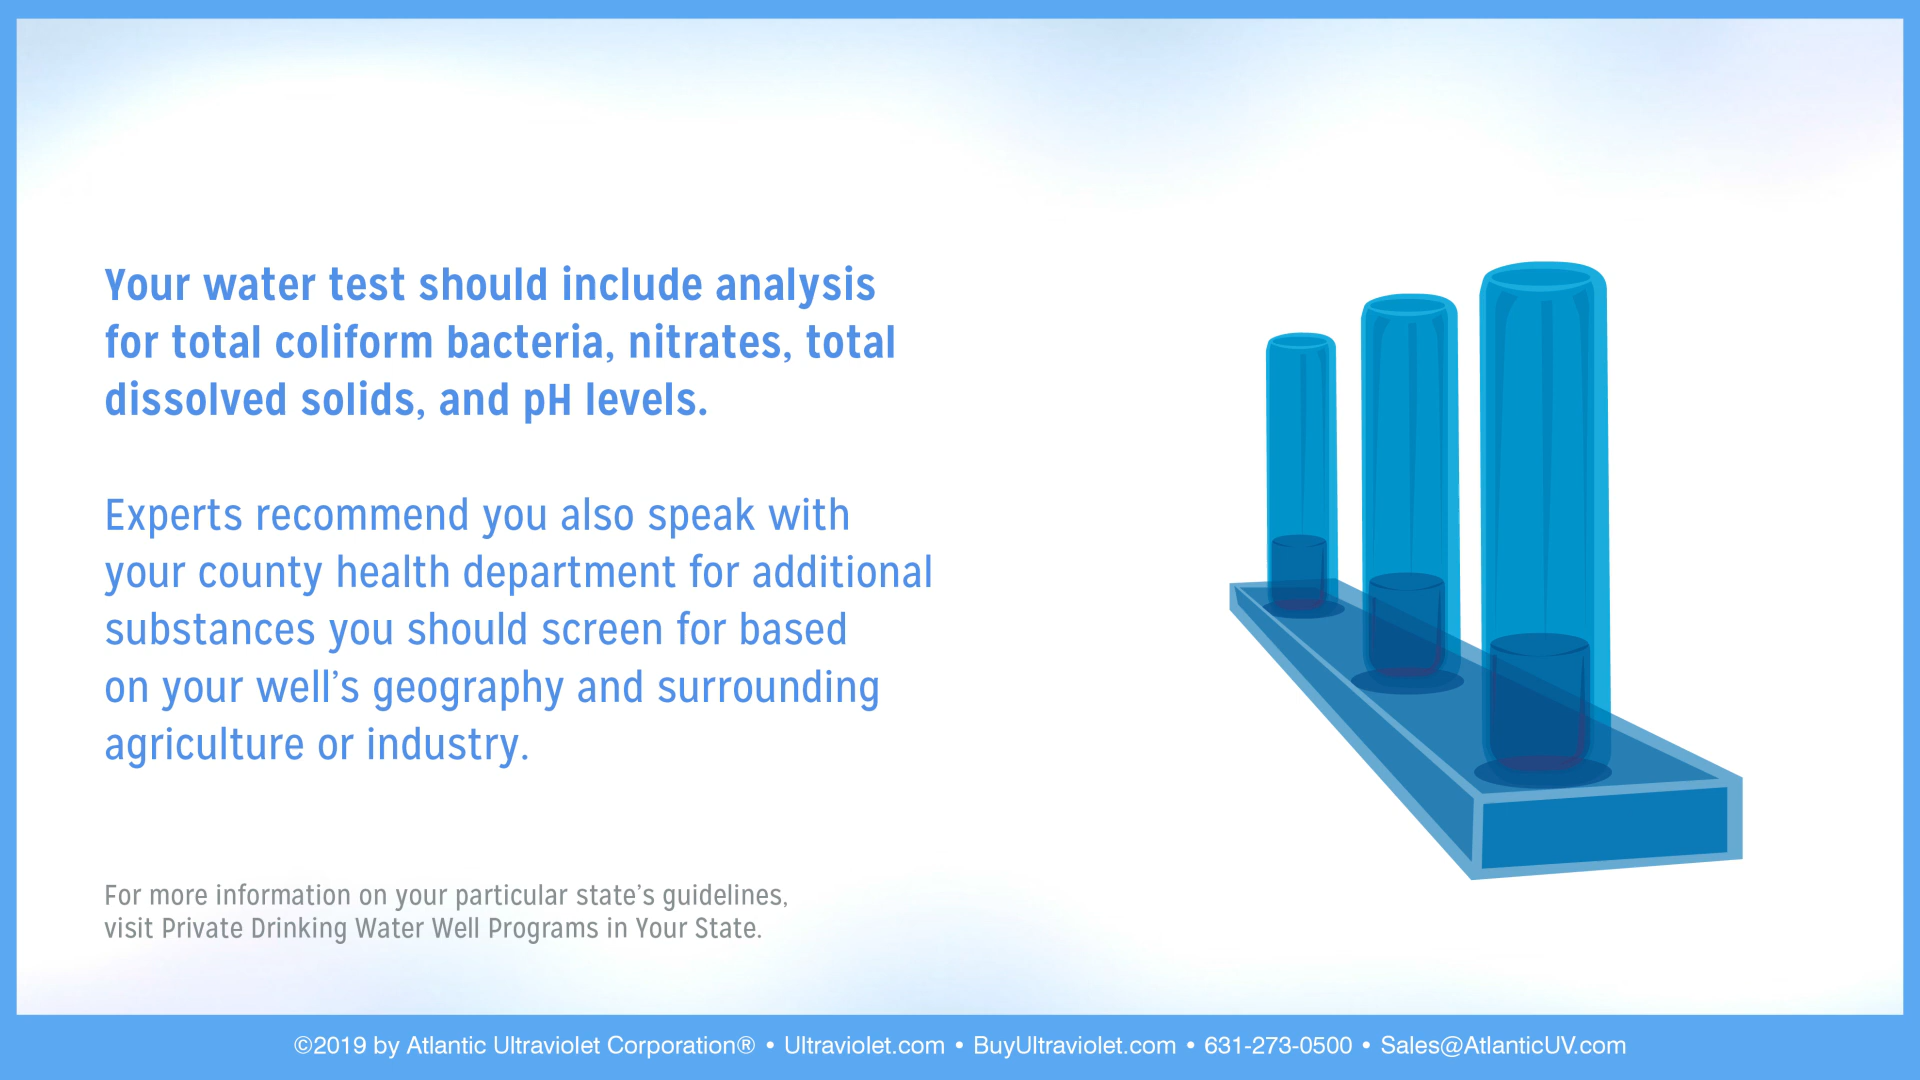 Your water test should include analysis
for total coliform bacteria, nitrates, total
dissolved solids, and pH levels.
Experts recommend you also speak with
your county health department for additional
substances you should screen for based
on your well’s geography and surrounding
agriculture or industry.
For more information on your particular state’s guidelines,
visit Private Drinking Water Well Programs in Your State.
©2019 by Atlantic Ultraviolet Corporation® • Ultraviolet.com • BuyUltraviolet.com • 631-273-0500 • Sales@AtlanticUV.com